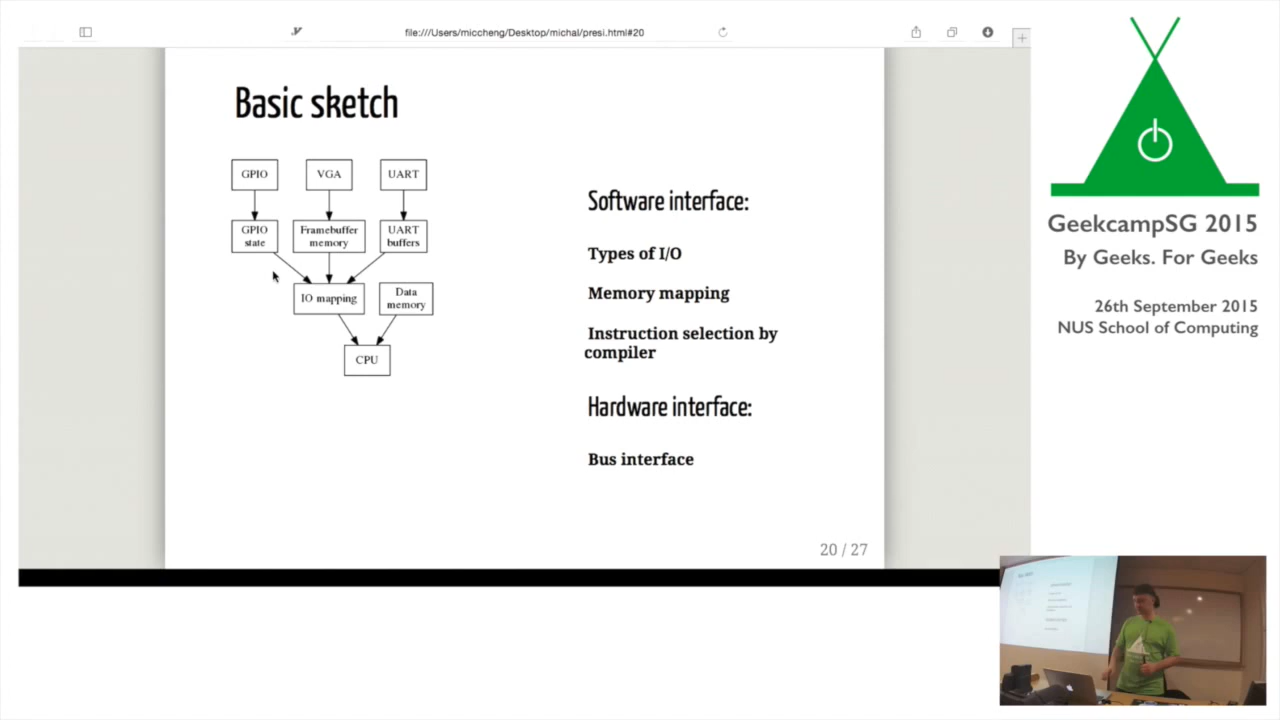 file:///Users/miccheng/Desktop/michal/presi.html#20
Basic sketch
GPIO
VGA
UART
GPIO
state
Framebuffer
memory
UART
buffers
IO mapping
Data
memory
CPU
Software interface:
Types of I/O
Memory mapping
Instruction selection by
compiler
Hardware interface:
Bus interface
20 / 27
GeekcampSG 2015
By Geeks. For Geeks
26th September 2015
NUS School of Computing